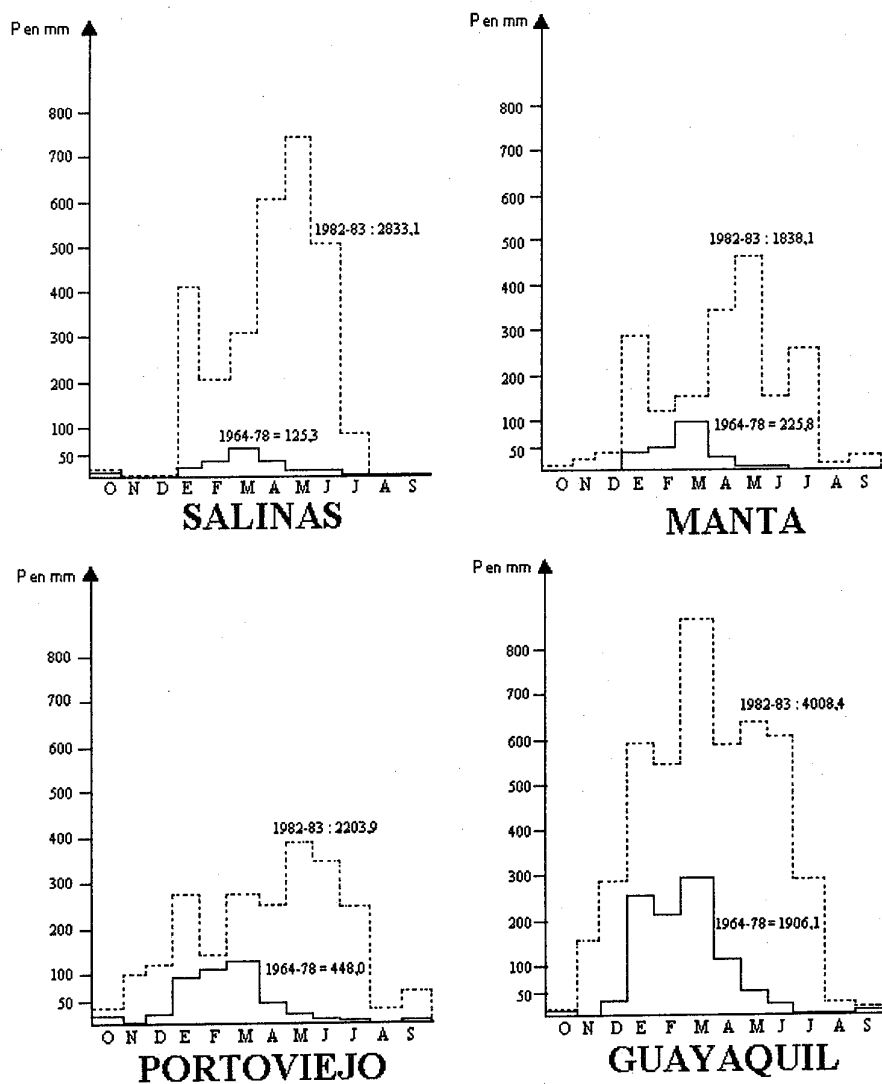 P en mm
800
700
600
500
400
300
200
100
50
1982-83 : 2833,1
1964-78 = 125,3
O N D E F M A M J J A S
SALINAS
P en mm
800
700
600
500
400
300
200
100
50
1982-83 : 1838,1
1964-78 = 225,8
O N D E F M A M J J A S
MANTA
P en mm
800
700
600
500
400
300
200
100
50
1982-83 : 2203,9
1964-78 = 448,0
O N D E F M A M J J A S
PORTOVIEJO
P en mm
800
700
600
500
400
300
200
100
50
1982-83 : 4008,4
1964-78 = 1906,1
O N D E F M A M J J A S
GUAYAQUIL